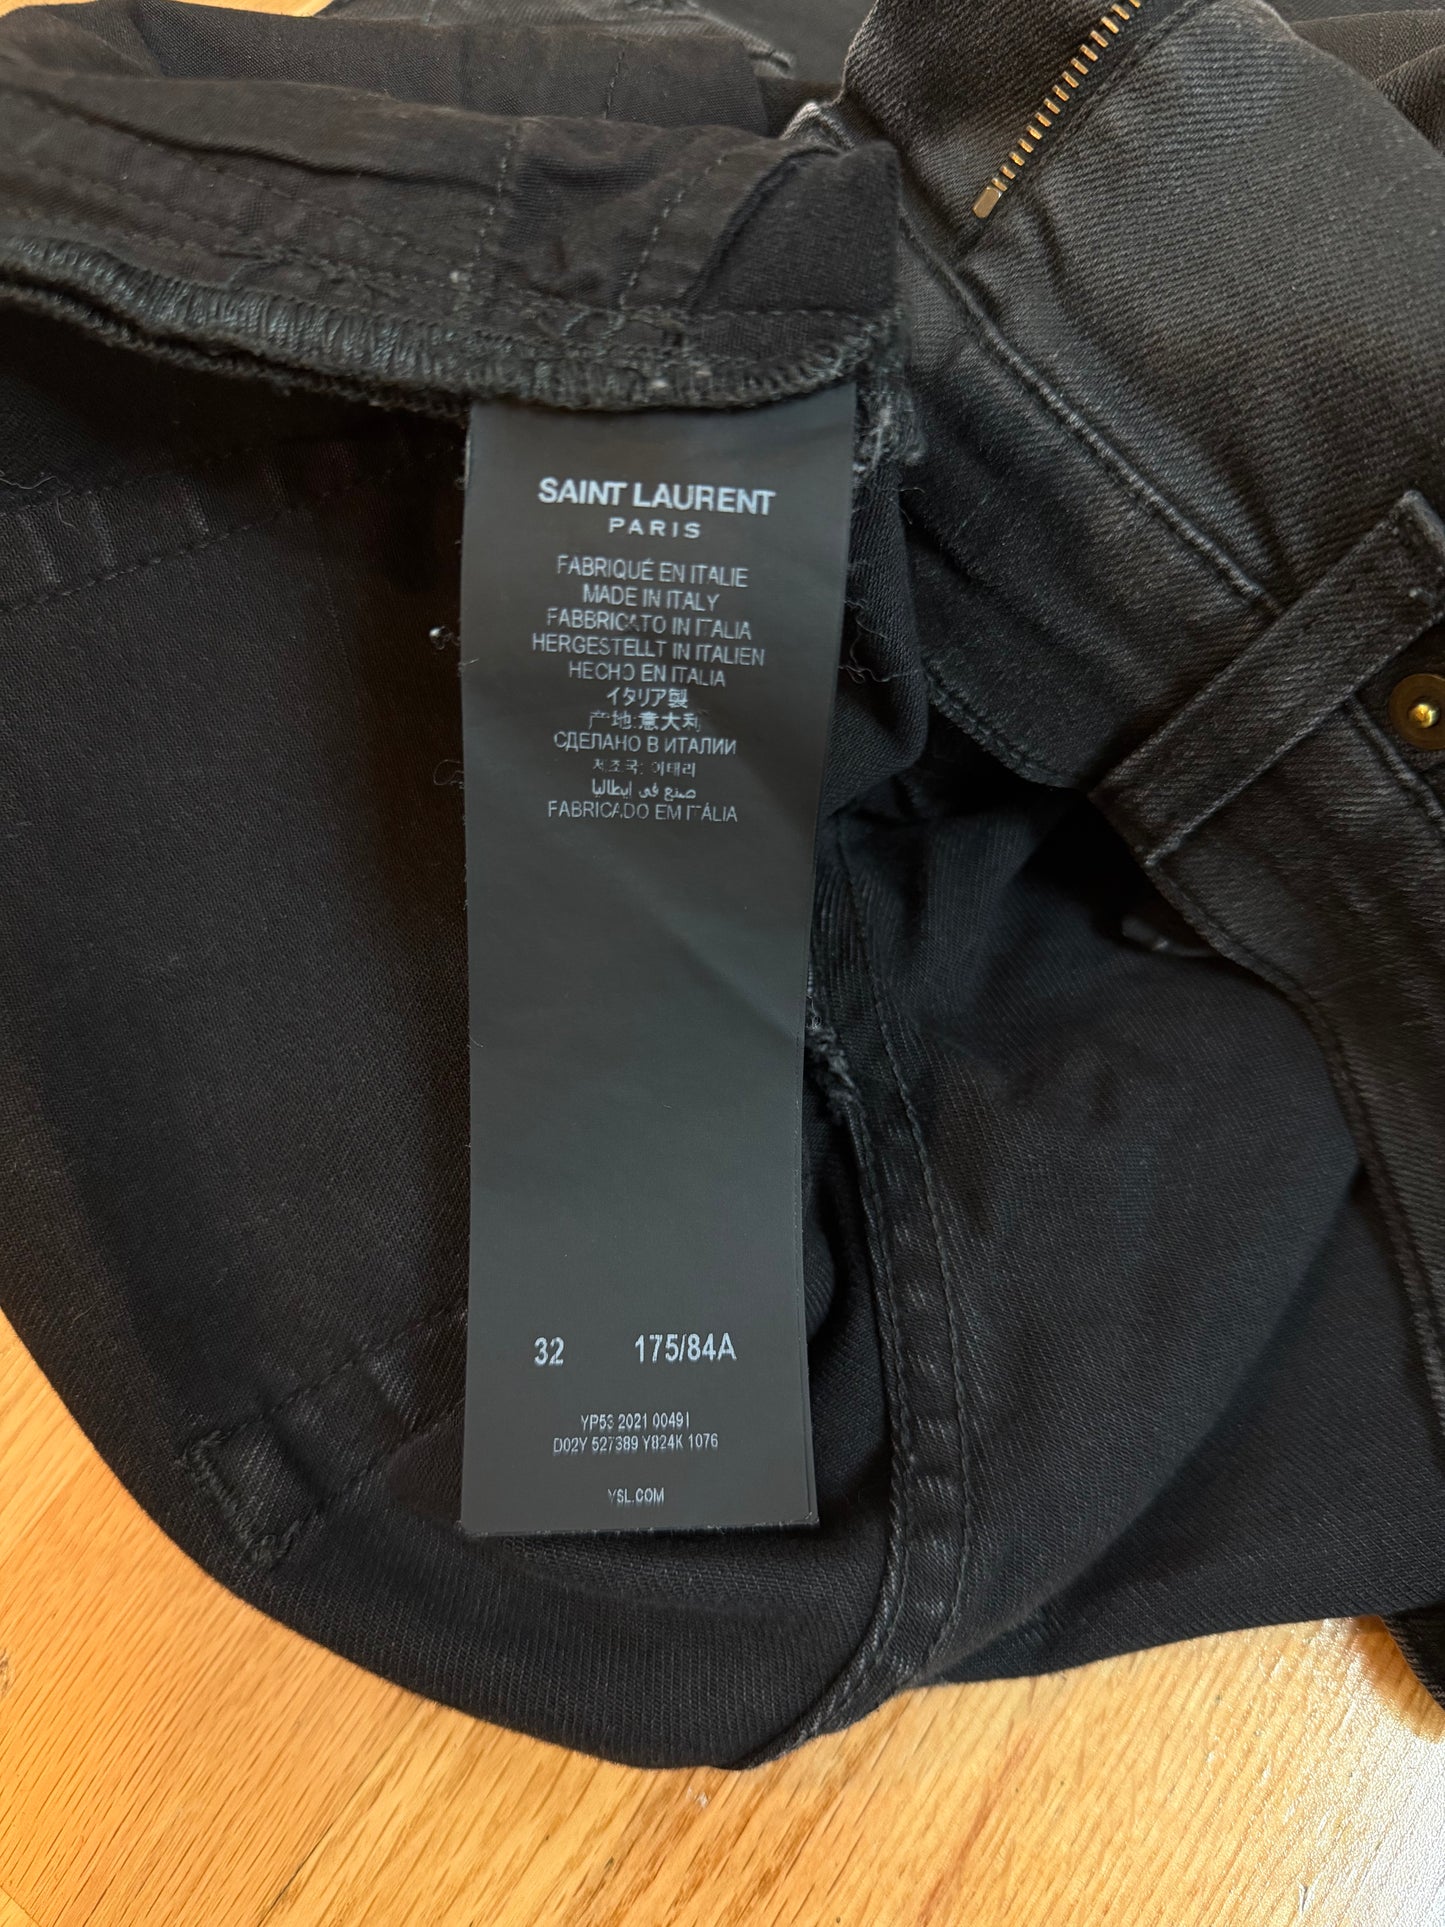 SAINT LAURENT
PARIS
FABRIQUÉ EN ITALIE
MADE IN ITALY
FABBRICATO IN ITALIA
HERGESTELLT IN ITALIEN
HECHO EN ITALIA
イタリア製
产地:意大利
СДЕЛАНО В ИТАЛИИ
제조국: 이태리
صنع في إيطاليا
FABRICADO EM ITÁLIA
32 175/84A
YP53 2021 00491
D02Y 527389 Y824K 1076
YSL.COM